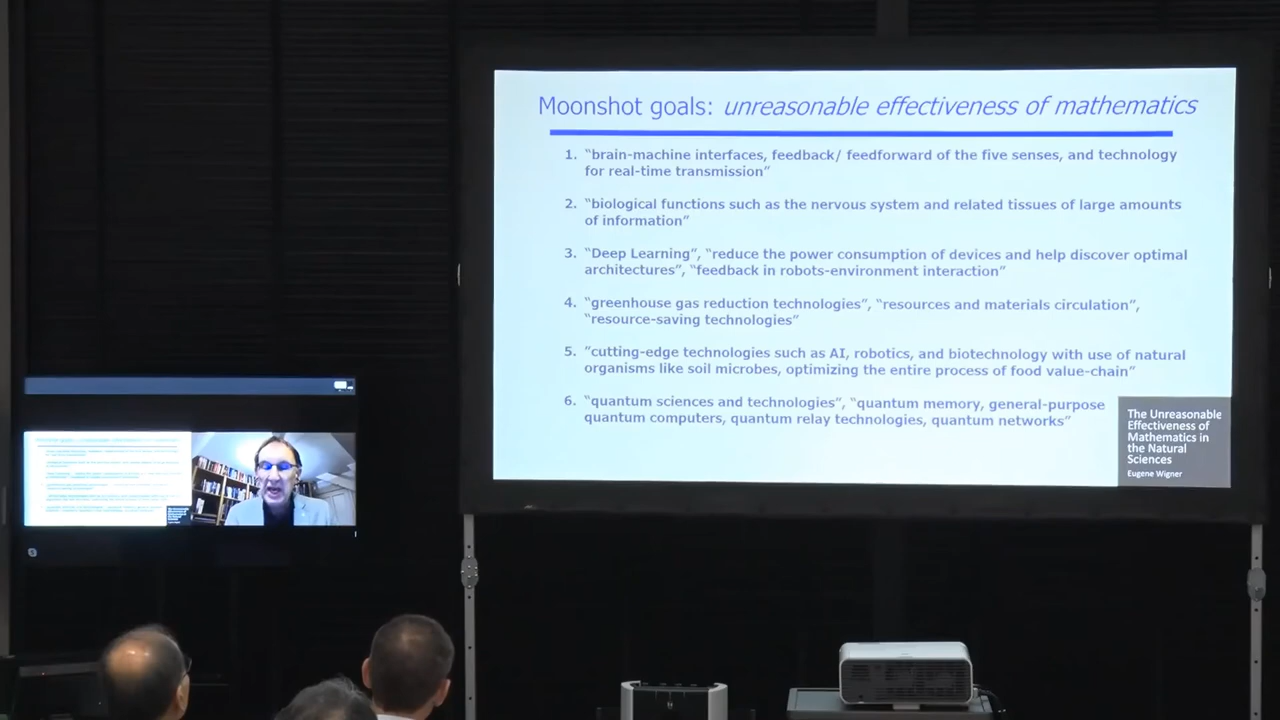 Moonshot goals: unreasonable effectiveness of mathematics
1. “brain-machine interfaces, feedback/ feedforward of the five senses, and technology
for real-time transmission”
2. “biological functions such as the nervous system and related tissues of large amounts
of information”
3. “Deep Learning”, “reduce the power consumption of devices and help discover optimal
architectures”, “feedback in robots-environment interaction”
4. “greenhouse gas reduction technologies”, “resources and materials circulation”,
“resource-saving technologies”
5. “cutting-edge technologies such as AI, robotics, and biotechnology with use of natural
organisms like soil microbes, optimizing the entire process of food value-chain”
6. “quantum sciences and technologies”, “quantum memory, general-purpose
quantum computers, quantum relay technologies, quantum networks”
The Unreasonable
Effectiveness of
Mathematics in
the Natural
Sciences
Eugene Wigner